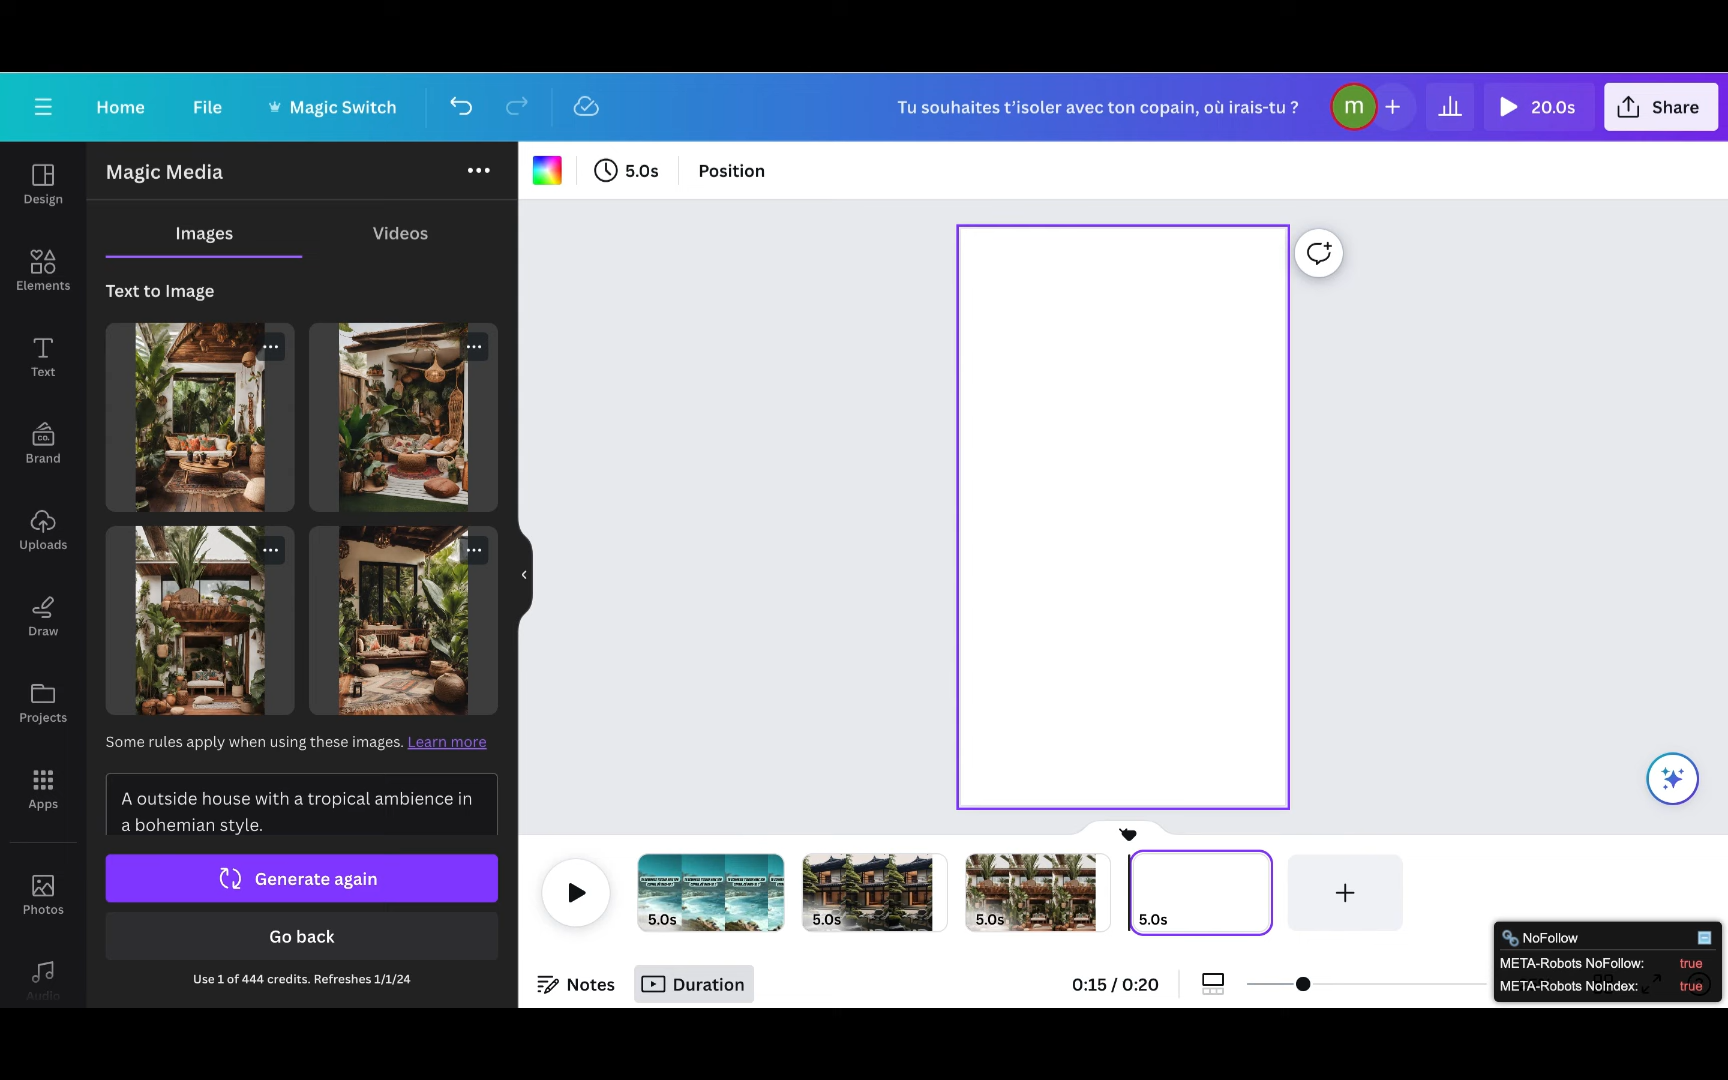 Home
File
Magic Switch
Tu souhaites t'isoler avec ton copain, où irais-tu ?
m
20.0s
Share
Design
Elements
Text
Brand
CO.
Uploads
Draw
Projects
Apps
Photos
Audio
Magic Media
Images
Videos
Text to Image
Some rules apply when using these images. Learn more
A outside house with a tropical ambience in
a bohemian style.
Generate again
Go back
Use 1 of 444 credits. Refreshes 1/1/24
5.0s
Position
5.0s
5.0s
5.0s
5.0s
Notes
Duration
0:15 / 0:20
NoFollow
META-Robots NoFollow: true
META-Robots NoIndex: true